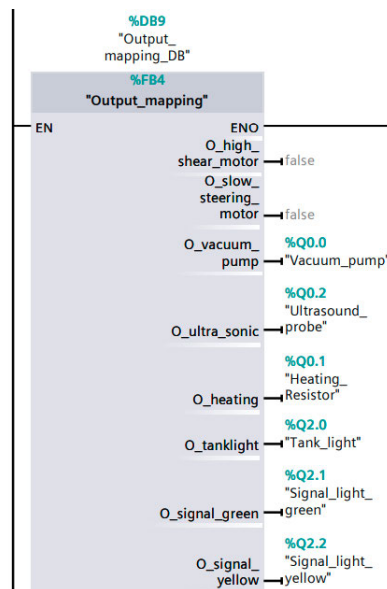 %DB9
"Output_
mapping_DB"
%FB4
"Output_mapping"
EN
ENO
O_high_
shear_motor
false
O_slow_
steering_
motor
false
O_vacuum_
pump
%Q0.0
"Vacuum_pump"
%Q0.2
"Ultrasound_
probe"
O_ultra_sonic
%Q0.1
"Heating_
Resistor"
O_heating
%Q2.0
O_tanklight
"Tank_light"
%Q2.1
"Signal_light_
green"
O_signal_green
%Q2.2
"Signal_light_
yellow"
O_signal_
yellow